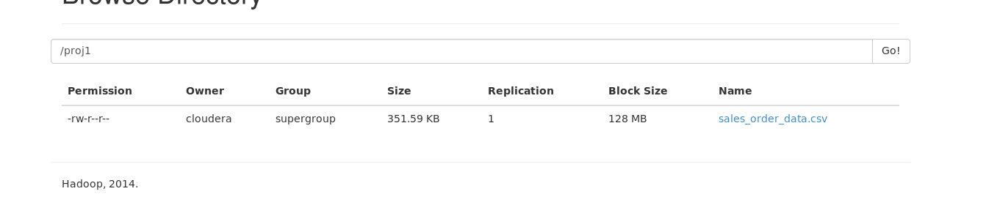 Browse Directory
/proj1 Go!
Permission Owner Group Size Replication Block Size Name
-rw-r--r-- cloudera supergroup 351.59 KB 1 128 MB sales_order_data.csv
Hadoop, 2014.